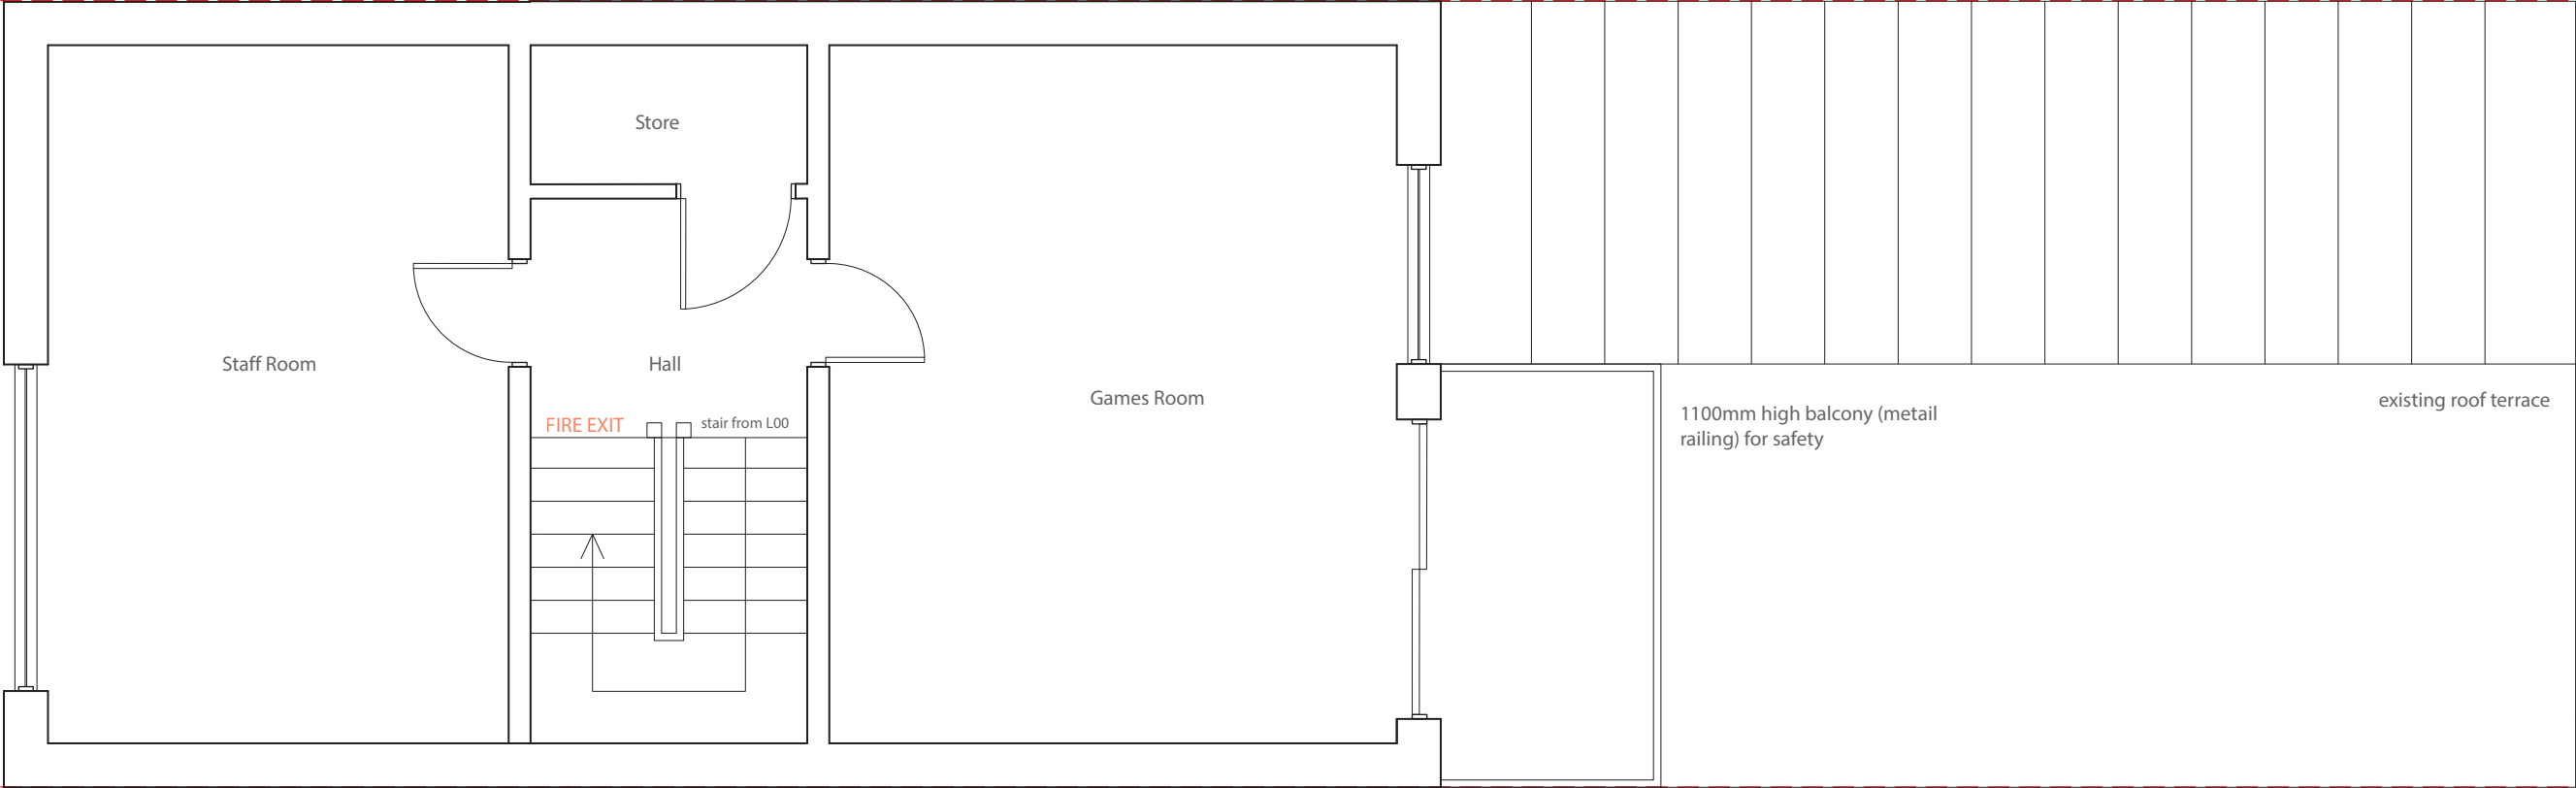 Store
Staff Room
Hall
Games Room
FIRE EXIT
stair from L00
1100mm high balcony (metail
railing) for safety
existing roof terrace